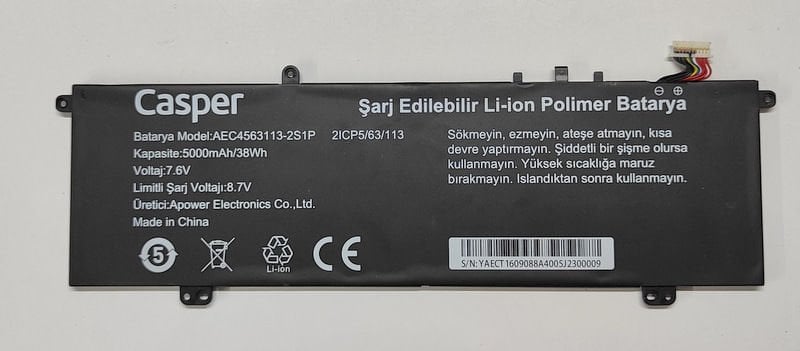 Casper
Şarj Edilebilir Li-ion Polimer Batarya
Batarya Model:AEC4563113-2S1P 2ICP5/63/113
Kapasite:5000mAh/38Wh
Voltaj:7.6V
Limitli Şarj Voltajı:8.7V
Üretici:Apower Electronics Co.,Ltd.
Made in China
Sökmeyin, ezmeyin, ateşe atmayın, kısa
devre yaptırmayın. Şiddetli bir şişme olursa
kullanmayın. Yüksek sıcaklığa maruz
bırakmayın. Islandıktan sonra kullanmayın.
5
Li-ion
CE
S/N:YAECT1609088A400SJ2300009